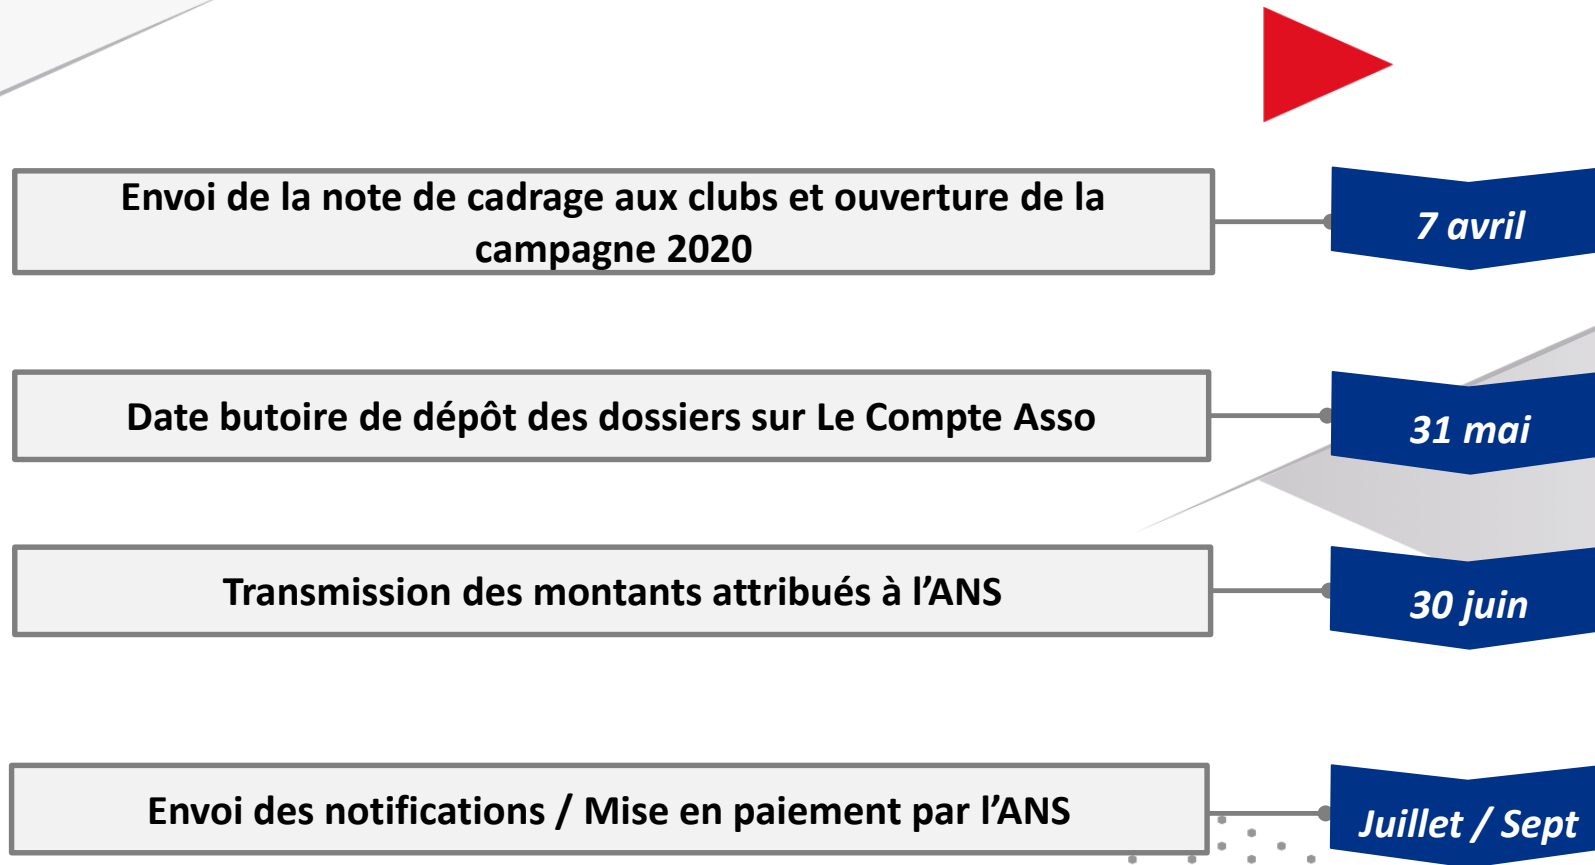 Envoi de la note de cadrage aux clubs et ouverture de la
campagne 2020
7 avril
Date butoire de dépôt des dossiers sur Le Compte Asso
31 mai
Transmission des montants attribués à l’ANS
30 juin
Envoi des notifications / Mise en paiement par l’ANS
Juillet / Sept